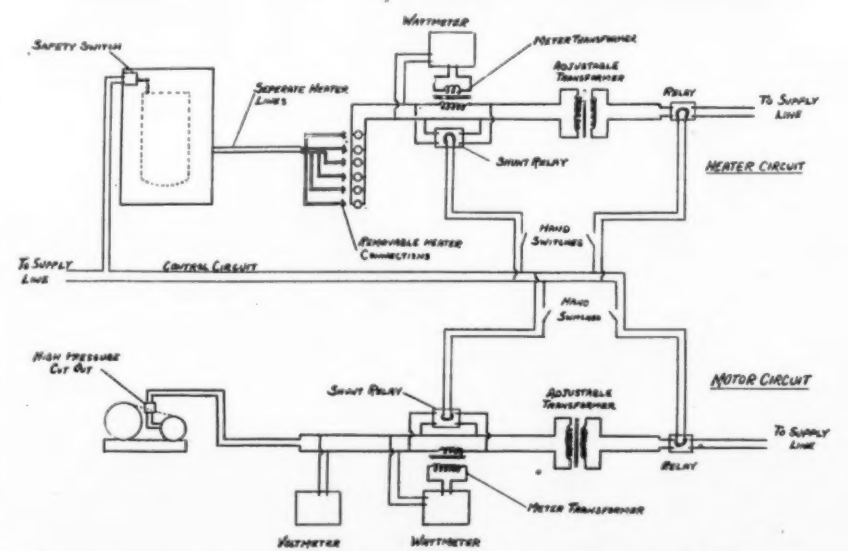 WATTMETER
SAFETY SWITCH
METER TRANSFORMER
SEPERATE HEATER
LINES
ADJUSTABLE
TRANSFORMER
RELAY
TO SUPPLY
LINE
SHUNT RELAY
HEATER CIRCUIT
REMOVABLE HEATER
CONNECTIONS
HAND
SWITCHES
TO SUPPLY
LINE
CONTROL CIRCUIT
HAND
SWITCHES
HIGH PRESSURE
CUT OUT
SHUNT RELAY
ADJUSTABLE
TRANSFORMER
MOTOR CIRCUIT
TO SUPPLY
LINE
RELAY
METER TRANSFORMER
VOLTMETER
WATTMETER